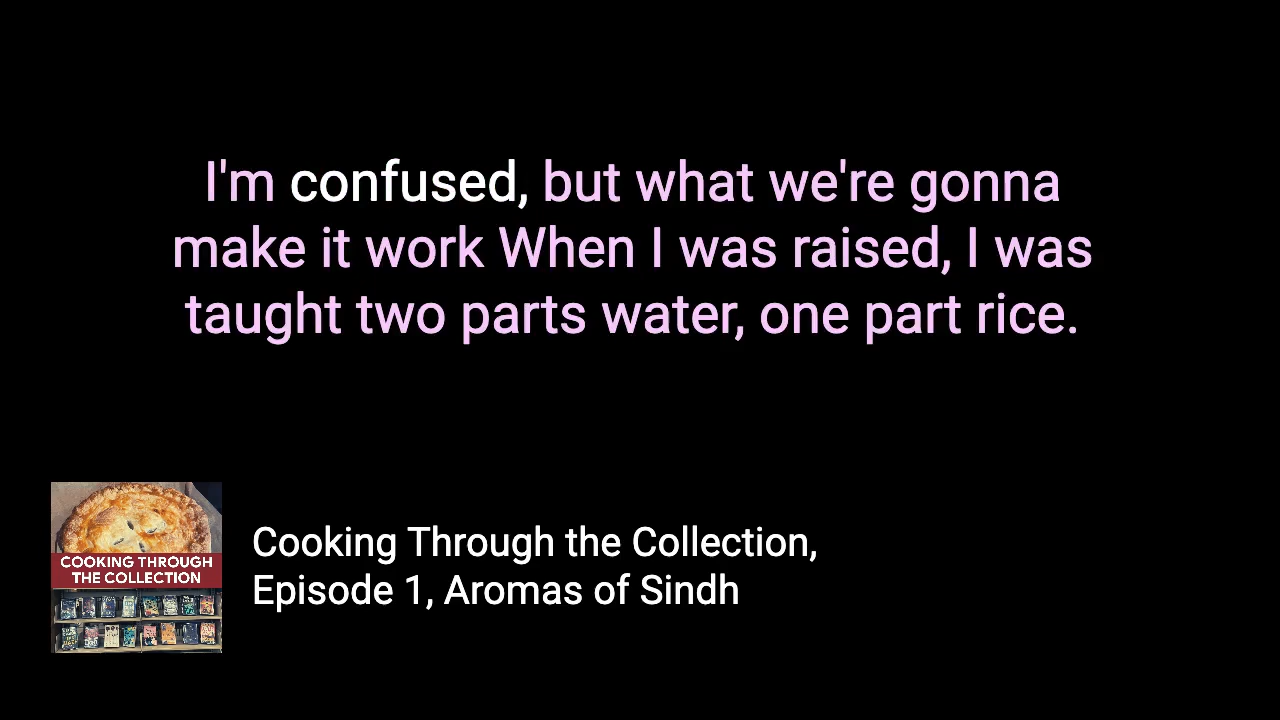 I'm confused, but what we're gonna
make it work When I was raised, I was
taught two parts water, one part rice.
COOKING THROUGH
THE COLLECTION
Cooking Through the Collection,
Episode 1, Aromas of Sindh